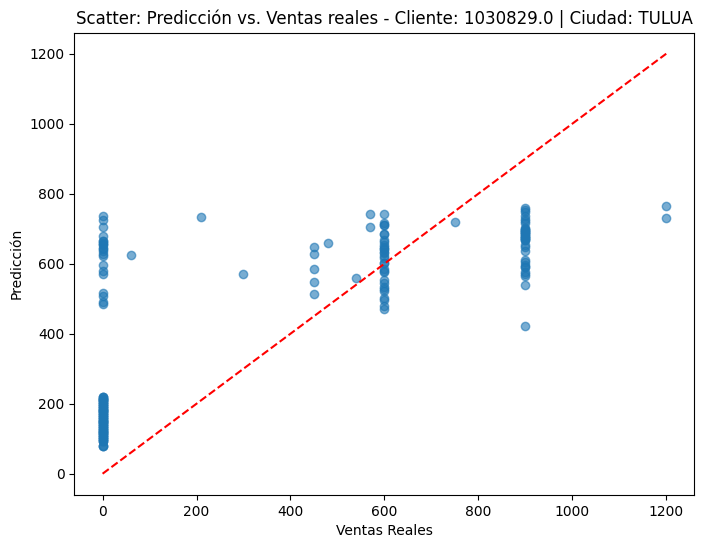 Scatter: Predicción vs. Ventas reales - Cliente: 1030829.0 | Ciudad: TULUA
1200
1000
800
600
400
200
0
Predicción
0 200 400 600 800 1000 1200
Ventas Reales